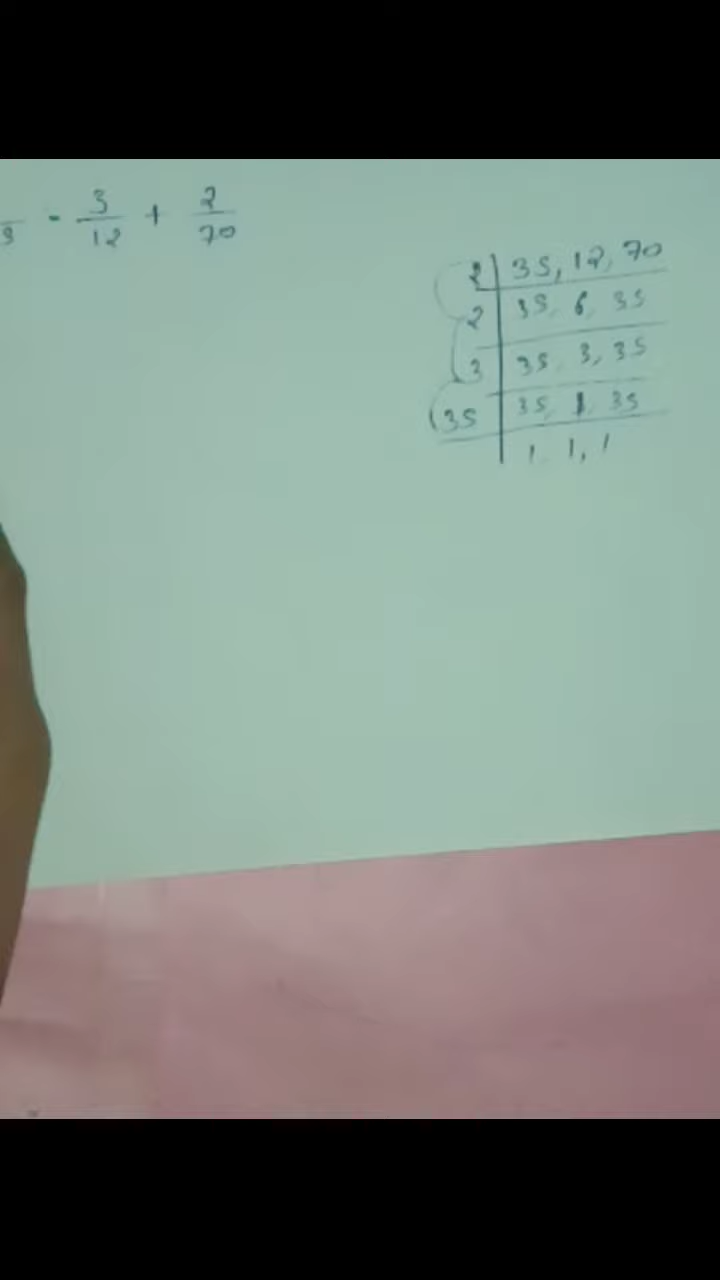 - 3/12 + 2/70
2 | 35, 12, 70
2 | 35, 6, 35
3 | 35, 3, 35
35 | 35, 1, 35
1, 1, 1